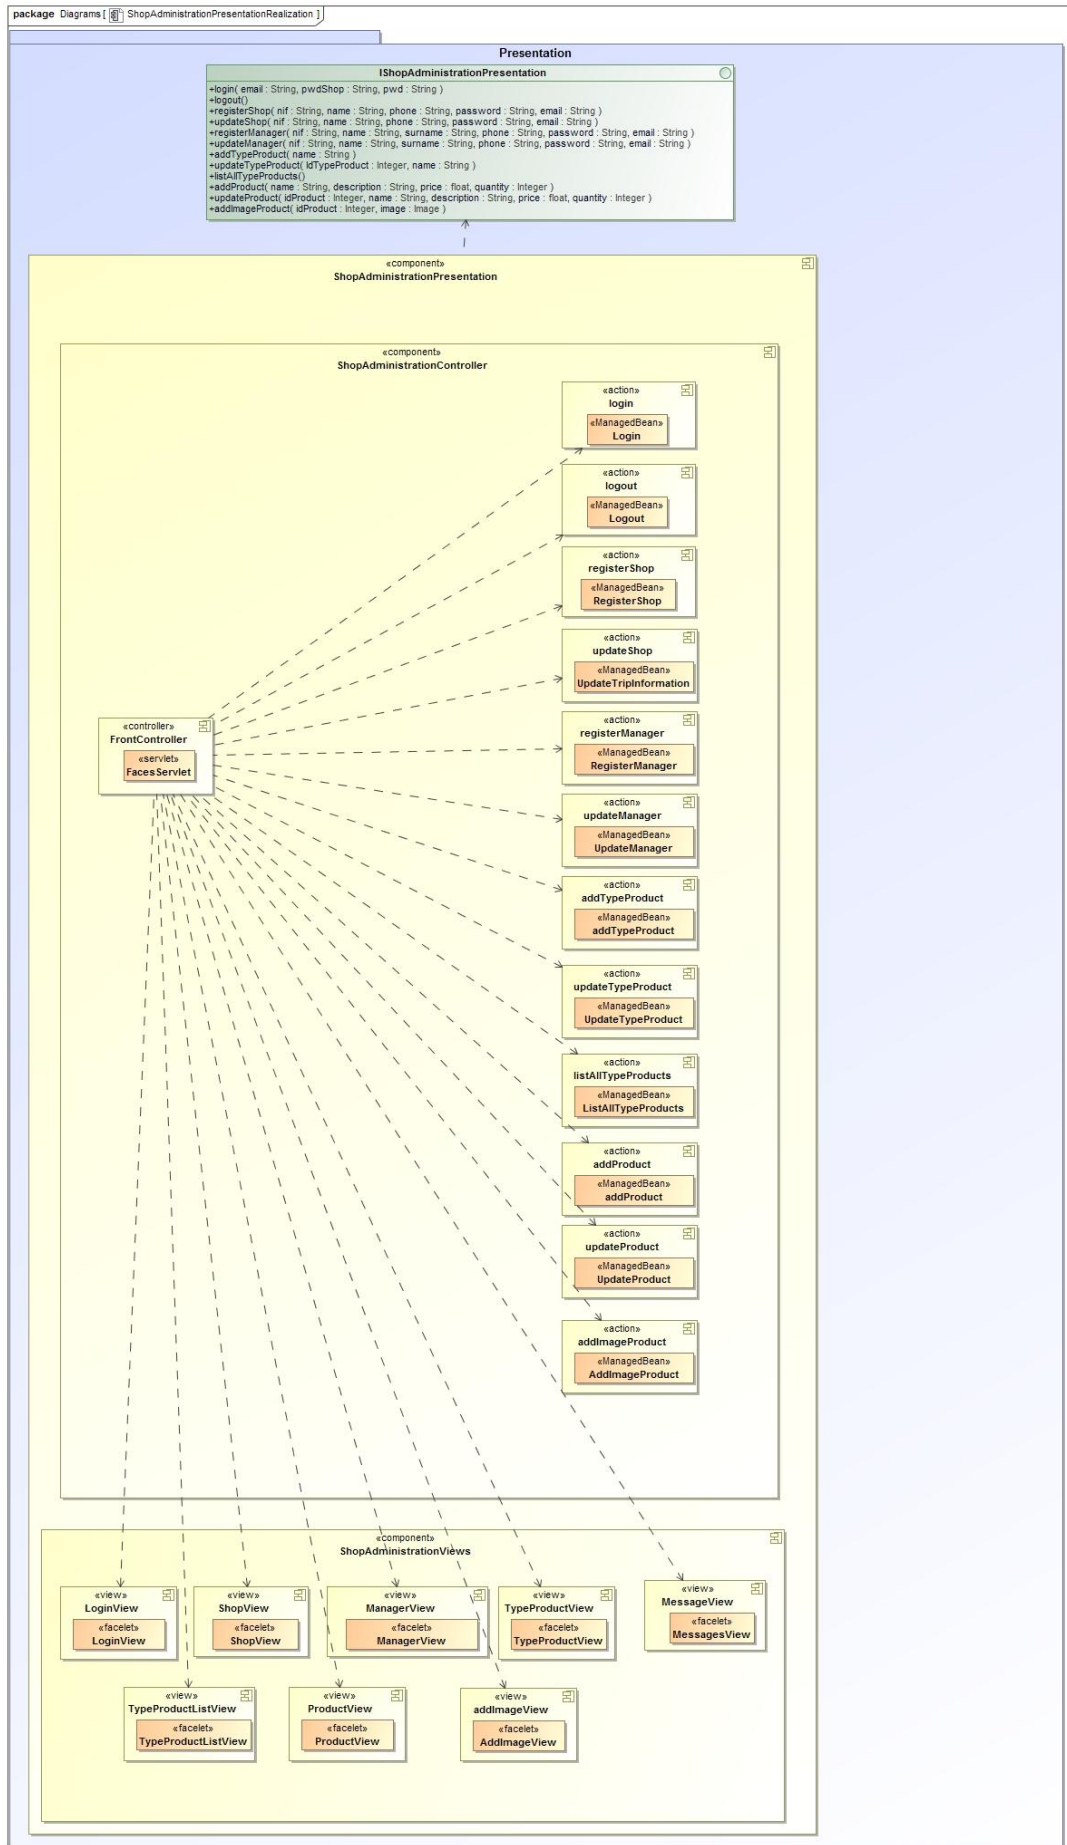 package Diagrams [ ShopAdministrationPresentationRealization ]
Presentation
IShopAdministrationPresentation
+login( email : String, pwdShop : String, pwd : String )
+logout()
+registerShop( nif : String, name : String, phone : String, password : String, email : String )
+updateShop( nif : String, name : String, phone : String, password : String, email : String )
+registerManager( nif : String, name : String, surname : String, phone : String, password : String, email : String )
+updateManager( nif : String, name : String, surname : String, phone : String, password : String, email : String )
+addTypeProduct( name : String )
+updateTypeProduct( IdTypeProduct : Integer, name : String )
+listAllTypeProducts()
+addProduct( name : String, description : String, price : float, quantity : Integer )
+updateProduct( idProduct : Integer, name : String, description : String, price : float, quantity : Integer )
+addImageProduct( idProduct : Integer, image : Image )
«component»
ShopAdministrationPresentation
«component»
ShopAdministrationController
«action»
login
«ManagedBean»
Login
«action»
logout
«ManagedBean»
Logout
«action»
registerShop
«ManagedBean»
RegisterShop
«action»
updateShop
«ManagedBean»
UpdateTripInformation
«controller»
FrontController
«servlet»
FacesServlet
«action»
registerManager
«ManagedBean»
RegisterManager
«action»
updateManager
«ManagedBean»
UpdateManager
«action»
addTypeProduct
«ManagedBean»
addTypeProduct
«action»
updateTypeProduct
«ManagedBean»
UpdateTypeProduct
«action»
listAllTypeProducts
«ManagedBean»
ListAllTypeProducts
«action»
addProduct
«ManagedBean»
addProduct
«action»
updateProduct
«ManagedBean»
UpdateProduct
«action»
addImageProduct
«ManagedBean»
AddImageProduct
«component»
ShopAdministrationViews
«view»
LoginView
«facelet»
LoginView
«view»
ShopView
«facelet»
ShopView
«view»
ManagerView
«facelet»
ManagerView
«view»
TypeProductView
«facelet»
TypeProductView
«view»
MessageView
«facelet»
MessagesView
«view»
TypeProductListView
«facelet»
TypeProductListView
«view»
ProductView
«facelet»
ProductView
«view»
addImageView
«facelet»
AddImageView